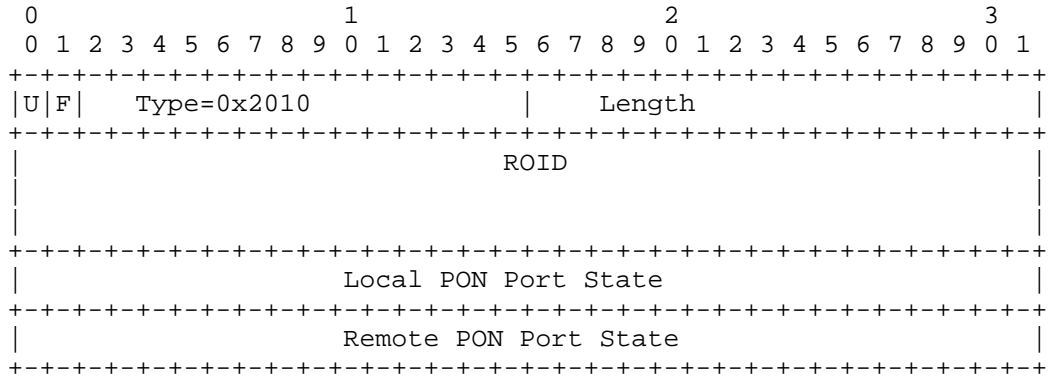 0                   1                   2                   3
 0 1 2 3 4 5 6 7 8 9 0 1 2 3 4 5 6 7 8 9 0 1 2 3 4 5 6 7 8 9 0 1
+-+-+-+-+-+-+-+-+-+-+-+-+-+-+-+-+-+-+-+-+-+-+-+-+-+-+-+-+-+-+-+-+
|U|F|   Type=0x2010             |    Length                     |
+-+-+-+-+-+-+-+-+-+-+-+-+-+-+-+-+-+-+-+-+-+-+-+-+-+-+-+-+-+-+-+-+
|                              ROID                             |
|                                                               |
|                                                               |
+-+-+-+-+-+-+-+-+-+-+-+-+-+-+-+-+-+-+-+-+-+-+-+-+-+-+-+-+-+-+-+-+
|                    Local PON Port State                       |
+-+-+-+-+-+-+-+-+-+-+-+-+-+-+-+-+-+-+-+-+-+-+-+-+-+-+-+-+-+-+-+-+
|                    Remote PON Port State                      |
+-+-+-+-+-+-+-+-+-+-+-+-+-+-+-+-+-+-+-+-+-+-+-+-+-+-+-+-+-+-+-+-+